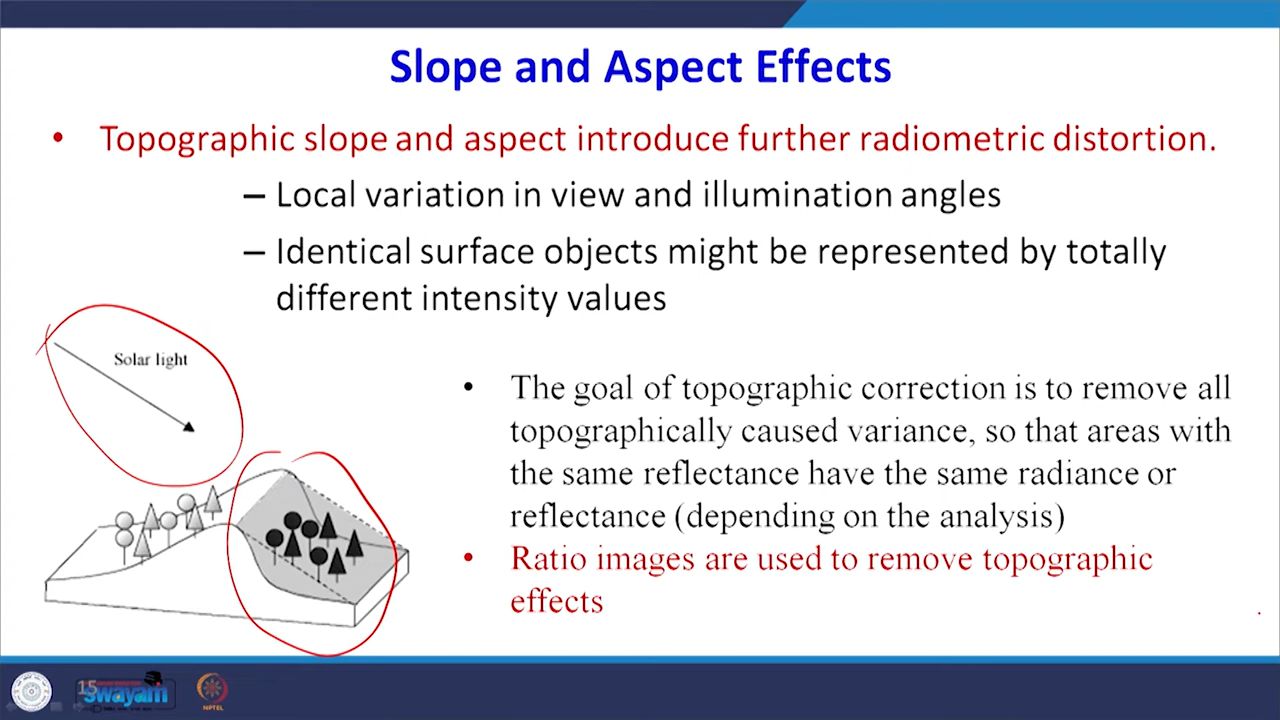 Slope and Aspect Effects
• Topographic slope and aspect introduce further radiometric distortion.
– Local variation in view and illumination angles
– Identical surface objects might be represented by totally
different intensity values
Solar light
• The goal of topographic correction is to remove all
topographically caused variance, so that areas with
the same reflectance have the same radiance or
reflectance (depending on the analysis)
• Ratio images are used to remove topographic
effects
15
swayam
NPTEL